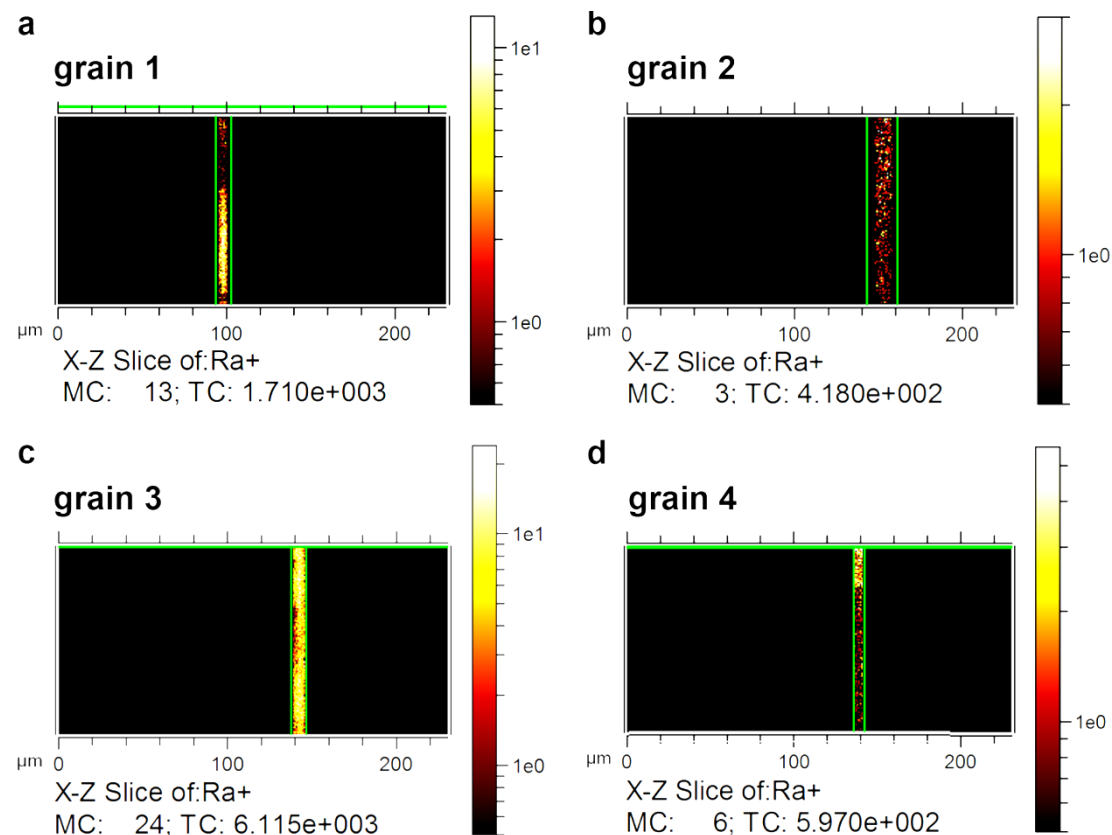 a
grain 1
1e1
1e0
µm 0 100 200
X-Z Slice of:Ra+
MC: 13; TC: 1.710e+003
b
grain 2
1e0
µm 0 100 200
X-Z Slice of:Ra+
MC: 3; TC: 4.180e+002
c
grain 3
1e1
1e0
µm 0 100 200
X-Z Slice of:Ra+
MC: 24; TC: 6.115e+003
d
grain 4
1e0
µm 0 100 200
X-Z Slice of:Ra+
MC: 6; TC: 5.970e+002